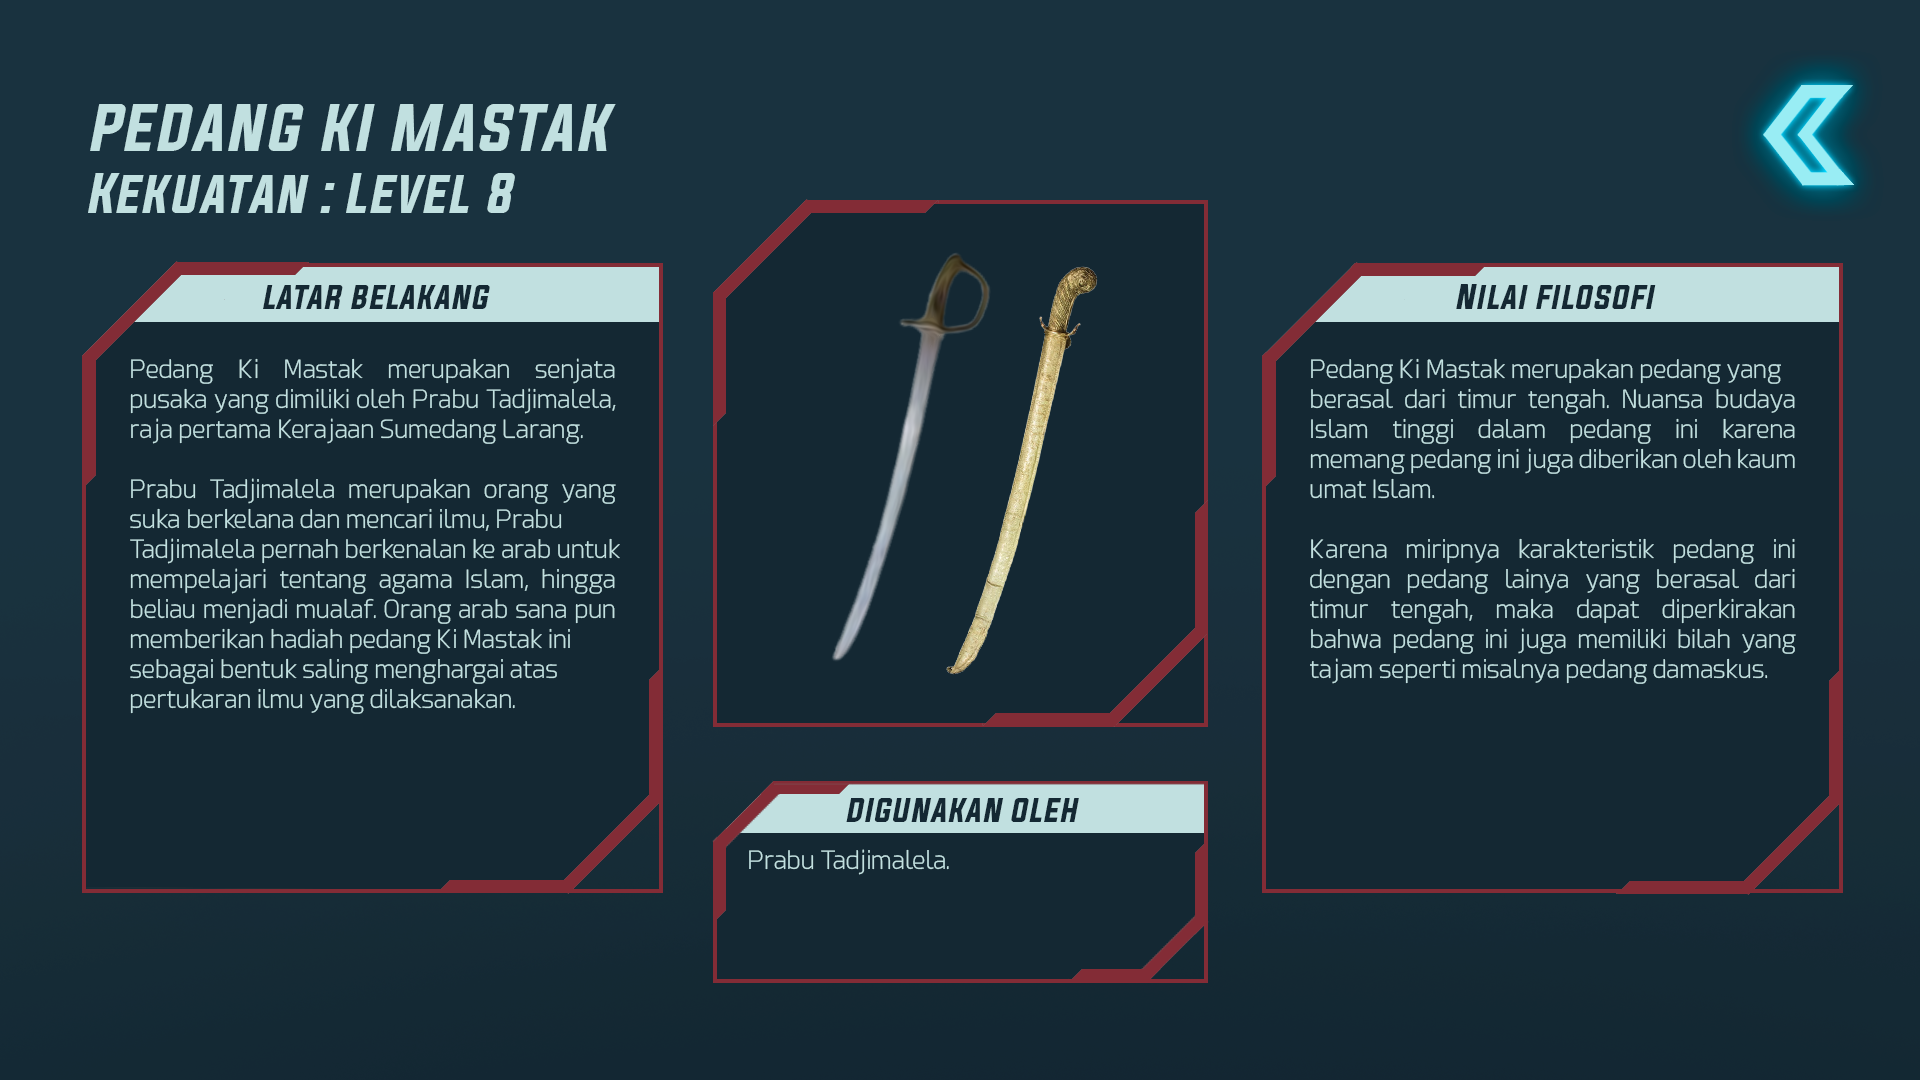 PEDANG KI MASTAK
KEKUATAN : LEVEL 8
LATAR BELAKANG
Pedang Ki Mastak merupakan senjata
pusaka yang dimiliki oleh Prabu Tadjimalela,
raja pertama Kerajaan Sumedang Larang.
Prabu Tadjimalela merupakan orang yang
suka berkelana dan mencari ilmu, Prabu
Tadjimalela pernah berkenalan ke arab untuk
mempelajari tentang agama Islam, hingga
beliau menjadi mualaf. Orang arab sana pun
memberikan hadiah pedang Ki Mastak ini
sebagai bentuk saling menghargai atas
pertukaran ilmu yang dilaksanakan.
DIGUNAKAN OLEH
Prabu Tadjimalela.
NILAI FILOSOFI
Pedang Ki Mastak merupakan pedang yang
berasal dari timur tengah. Nuansa budaya
Islam tinggi dalam pedang ini karena
memang pedang ini juga diberikan oleh kaum
umat Islam.
Karena miripnya karakteristik pedang ini
dengan pedang lainya yang berasal dari
timur tengah, maka dapat diperkirakan
bahwa pedang ini juga memiliki bilah yang
tajam seperti misalnya pedang damaskus.